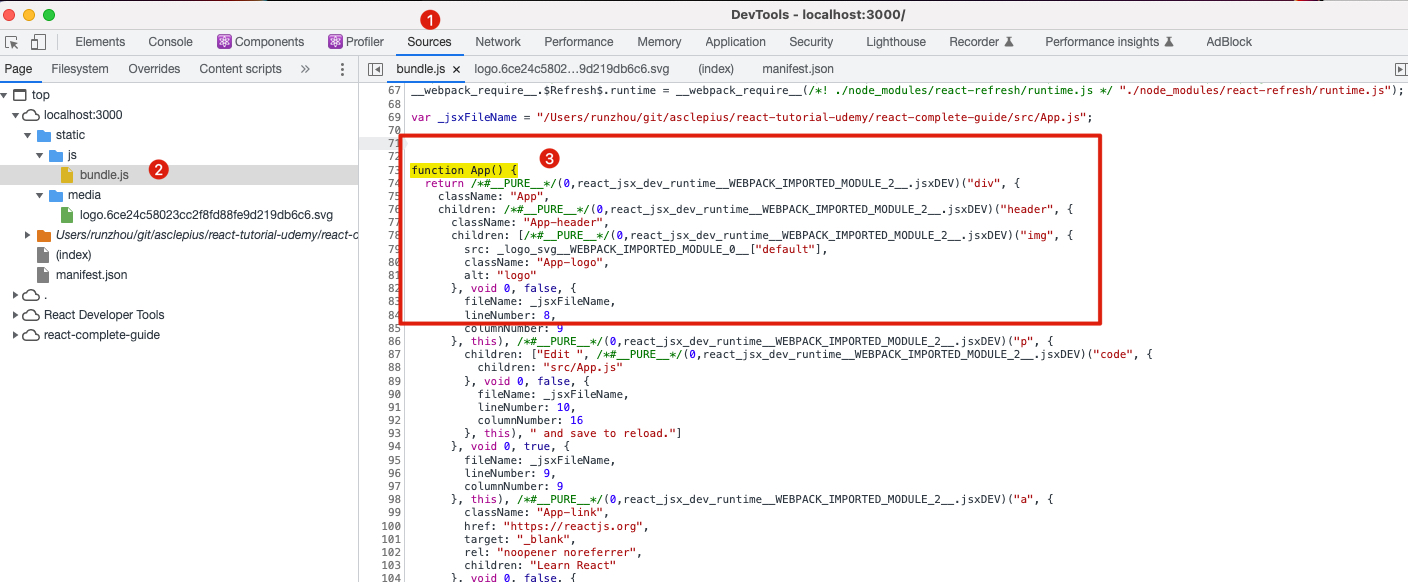 DevTools - localhost:3000/
1
Elements Console Components Profiler Sources Network Performance Memory Application Security Lighthouse Recorder Performance insights AdBlock
Page Filesystem Overrides Content scripts »
bundle.js × logo.6ce24c5802…9d219db6c6.svg (index) manifest.json
top
localhost:3000
static
js
bundle.js
2
media
logo.6ce24c58023cc2f8fd88fe9d219db6c6.svg
Users/runzhou/git/asclepius/react-tutorial-udemy/react-c
(index)
manifest.json
.
React Developer Tools
react-complete-guide
67 __webpack_require__.$Refresh$.runtime = __webpack_require__(/*! ./node_modules/react-refresh/runtime.js */ "./node_modules/react-refresh/runtime.js");
68
69 var _jsxFileName = "/Users/runzhou/git/asclepius/react-tutorial-udemy/react-complete-guide/src/App.js";
70
71
72
3
73 function App() {
74 return /*#__PURE__*/(0,react_jsx_dev_runtime__WEBPACK_IMPORTED_MODULE_2__.jsxDEV)("div", {
75 className: "App",
76 children: /*#__PURE__*/(0,react_jsx_dev_runtime__WEBPACK_IMPORTED_MODULE_2__.jsxDEV)("header", {
77 className: "App-header",
78 children: [/*#__PURE__*/(0,react_jsx_dev_runtime__WEBPACK_IMPORTED_MODULE_2__.jsxDEV)("img", {
79 src: _logo_svg__WEBPACK_IMPORTED_MODULE_0__["default"],
80 className: "App-logo",
81 alt: "logo"
82 }, void 0, false, {
83 fileName: _jsxFileName,
84 lineNumber: 8,
85 columnNumber: 9
86 }, this), /*#__PURE__*/(0,react_jsx_dev_runtime__WEBPACK_IMPORTED_MODULE_2__.jsxDEV)("p", {
87 children: ["Edit ", /*#__PURE__*/(0,react_jsx_dev_runtime__WEBPACK_IMPORTED_MODULE_2__.jsxDEV)("code", {
88 children: "src/App.js"
89 }, void 0, false, {
90 fileName: _jsxFileName,
91 lineNumber: 10,
92 columnNumber: 16
93 }, this), " and save to reload."]
94 }, void 0, true, {
95 fileName: _jsxFileName,
96 lineNumber: 9,
97 columnNumber: 9
98 }, this), /*#__PURE__*/(0,react_jsx_dev_runtime__WEBPACK_IMPORTED_MODULE_2__.jsxDEV)("a", {
99 className: "App-link",
100 href: "https://reactjs.org",
101 target: "_blank",
102 rel: "noopener noreferrer",
103 children: "Learn React"
104 }, void 0, false, {